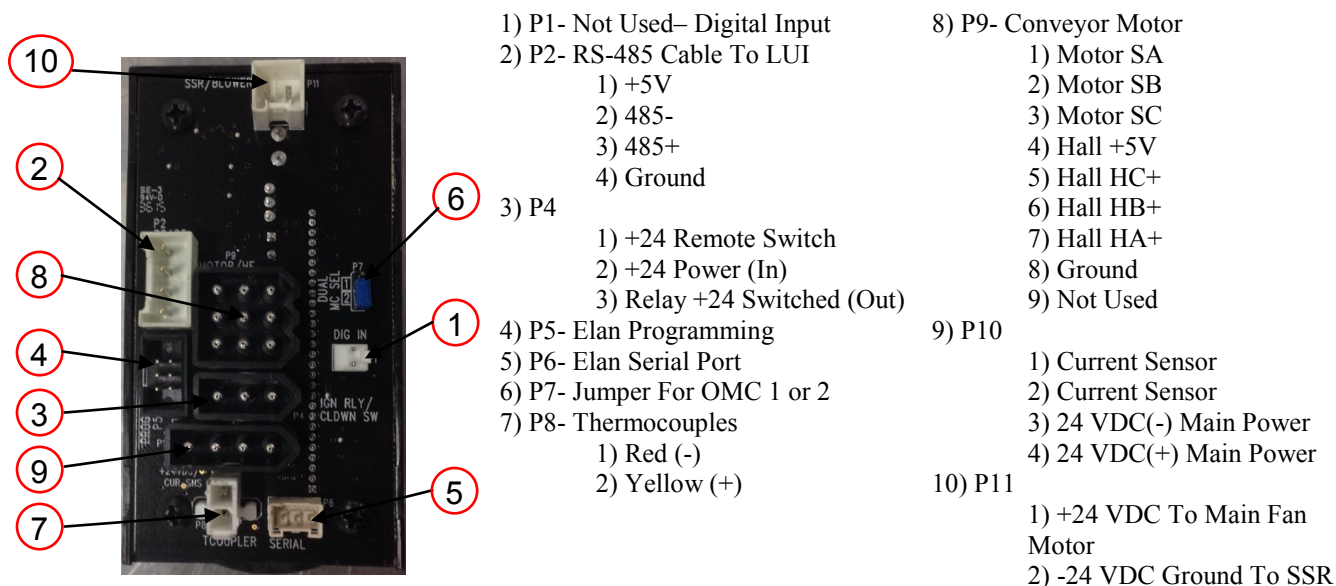 10
2
8
4
3
9
7
6
1
5
SSR/BLOWER
P11
P2
P9
MOTOR/HE
DUAL
MC SEL
P7
1
2
DIG IN
IGN RLY/
CLDWN SW
P4
P5
CUR SNS
P8
P6
TCOUPLER
SERIAL
1) P1- Not Used– Digital Input
2) P2- RS-485 Cable To LUI
1) +5V
2) 485-
3) 485+
4) Ground
3) P4
1) +24 Remote Switch
2) +24 Power (In)
3) Relay +24 Switched (Out)
4) P5- Elan Programming
5) P6- Elan Serial Port
6) P7- Jumper For OMC 1 or 2
7) P8- Thermocouples
1) Red (-)
2) Yellow (+)
8) P9- Conveyor Motor
1) Motor SA
2) Motor SB
3) Motor SC
4) Hall +5V
5) Hall HC+
6) Hall HB+
7) Hall HA+
8) Ground
9) Not Used
9) P10
1) Current Sensor
2) Current Sensor
3) 24 VDC(-) Main Power
4) 24 VDC(+) Main Power
10) P11
1) +24 VDC To Main Fan
Motor
2) -24 VDC Ground To SSR